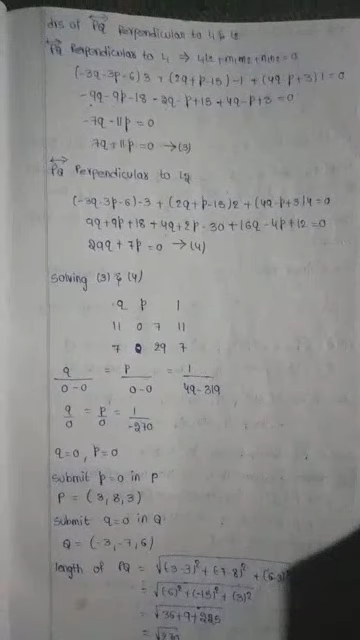 drs of PQ perpendicular to L1 & L2
PQ Perpendicular to L1 ⇒ l1l2+m1m2+n1n2=0
(-3q-3p-6)3+(2q+p-15)-1+(4q-p+3)1=0
-9q-9p-18-2q-p+15+4q-p+3=0
-7q-11p=0
7q+11p=0 →(3)
PQ Perpendicular to L2
(-3q-3p-6)-3+(2q+p-15)2+(4q-p+3)4=0
9q+9p+18+4q+2p-30+16q-4p+12=0
29q+7p=0 →(4)
Solving (3) & (4)
q p 1
11 0 7 11
7 0 29 7
q/0-0 = p/0-0 = 1/49-319
q/0 = p/0 = 1/-270
q=0, p=0
submit p=0 in P
P = (3,8,3)
submit q=0 in Q
Q = (-3,-7,6)
length of PQ = √(-3-3)²+(-7-8)²+(6-3)²
= √(-6)²+(-15)²+(3)²
= √36+9+225
= √270